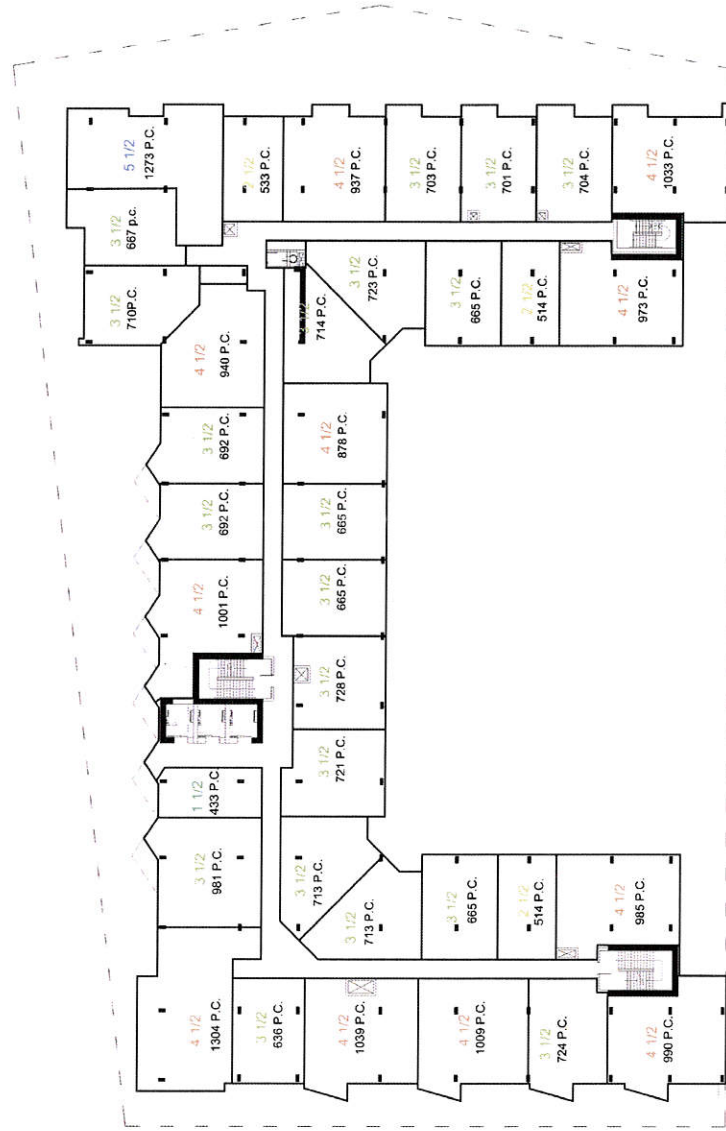 5 1/2
1273 P.C.
3 1/2
667 p.c.
3 1/2
710P.C.
2 1/2
533 P.C.
4 1/2
937 P.C.
3 1/2
703 P.C.
3 1/2
701 P.C.
3 1/2
704 P.C.
4 1/2
1033 P.C.
4 1/2
940 P.C.
714 P.C.
3 1/2
723 P.C.
3 1/2
665 P.C.
2 1/2
514 P.C.
4 1/2
973 P.C.
3 1/2
692 P.C.
3 1/2
692 P.C.
4 1/2
1001 P.C.
4 1/2
878 P.C.
3 1/2
665 P.C.
3 1/2
665 P.C.
3 1/2
728 P.C.
3 1/2
721 P.C.
1 1/2
433 P.C.
3 1/2
981 P.C.
3 1/2
713 P.C.
3 1/2
713 P.C.
3 1/2
665 P.C.
2 1/2
514 P.C.
4 1/2
985 P.C.
4 1/2
1304 P.C.
3 1/2
636 P.C.
4 1/2
1039 P.C.
4 1/2
1009 P.C.
3 1/2
724 P.C.
4 1/2
990 P.C.